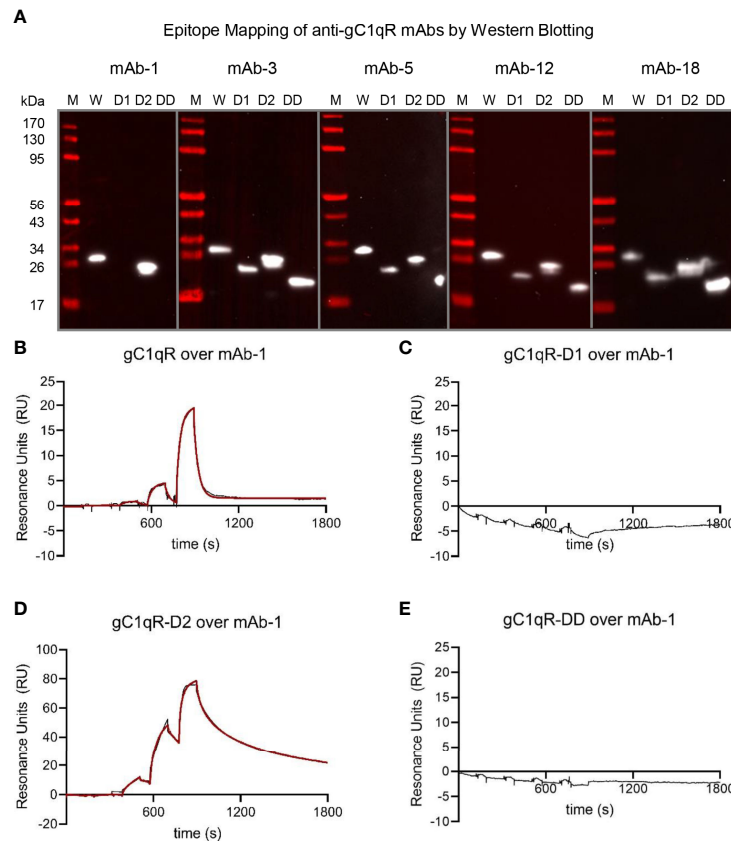 A
Epitope Mapping of anti-gC1qR mAbs by Western Blotting
mAb-1 mAb-3 mAb-5 mAb-12 mAb-18
kDa M W D1 D2 DD M W D1 D2 DD M W D1 D2 DD M W D1 D2 DD M W D1 D2 DD
170
130
95
56
43
34
26
17
B
gC1qR over mAb-1
Resonance Units (RU)
25
20
15
10
5
0
-5
-10
600 1200 1800
time (s)
C
gC1qR-D1 over mAb-1
Resonance Units (RU)
25
20
15
10
5
0
-5
-10
600 1200 1800
time (s)
D
gC1qR-D2 over mAb-1
Resonance Units (RU)
100
80
60
40
20
0
-20
600 1200 1800
time (s)
E
gC1qR-DD over mAb-1
Resonance Units (RU)
25
20
15
10
5
0
-5
-10
600 1200 1800
time (s)